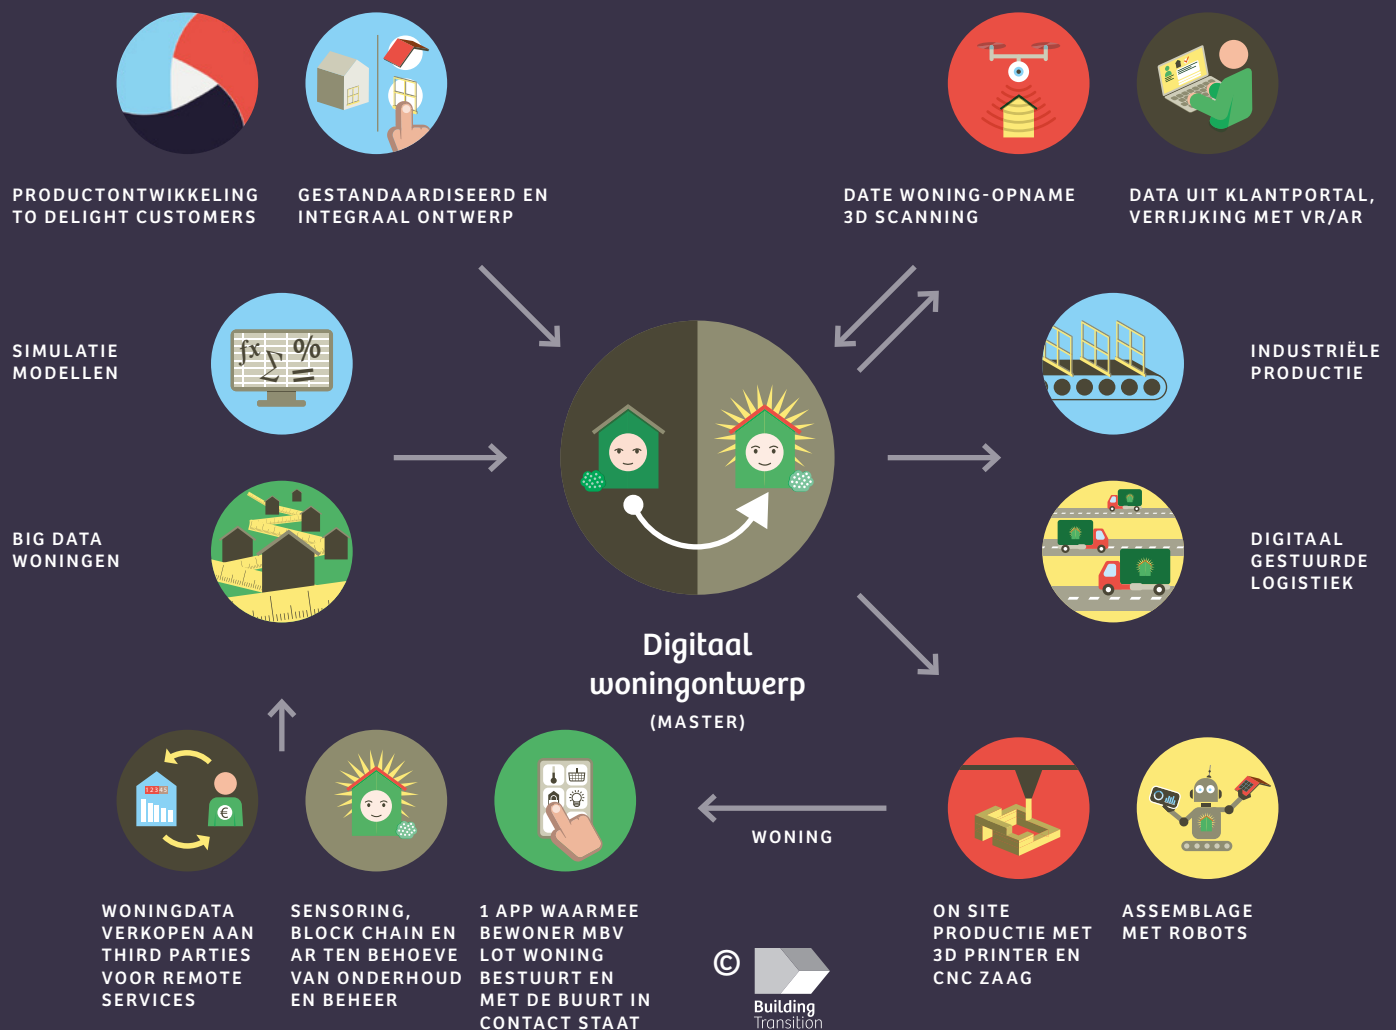 PRODUCTONTWIKKELING
TO DELIGHT CUSTOMERS
GESTANDAARDISEERD EN
INTEGRAAL ONTWERP
DATE WONING-OPNAME
3D SCANNING
DATA UIT KLANTPORTAL,
VERRIJKING MET VR/AR
SIMULATIE
MODELLEN
fx Σ % =
INDUSTRIËLE
PRODUCTIE
BIG DATA
WONINGEN
DIGITAAL
GESTUURDE
LOGISTIEK
Digitaal
woningontwerp
(MASTER)
12345
€
WONING
WONINGDATA
VERKOPEN AAN
THIRD PARTIES
VOOR REMOTE
SERVICES
SENSORING,
BLOCK CHAIN EN
AR TEN BEHOEVE
VAN ONDERHOUD
EN BEHEER
1 APP WAARMEE
BEWONER MBV
LOT WONING
BESTUURT EN
MET DE BUURT IN
CONTACT STAAT
ON SITE
PRODUCTIE MET
3D PRINTER EN
CNC ZAAG
ASSEMBLAGE
MET ROBOTS
©
Building
Transition